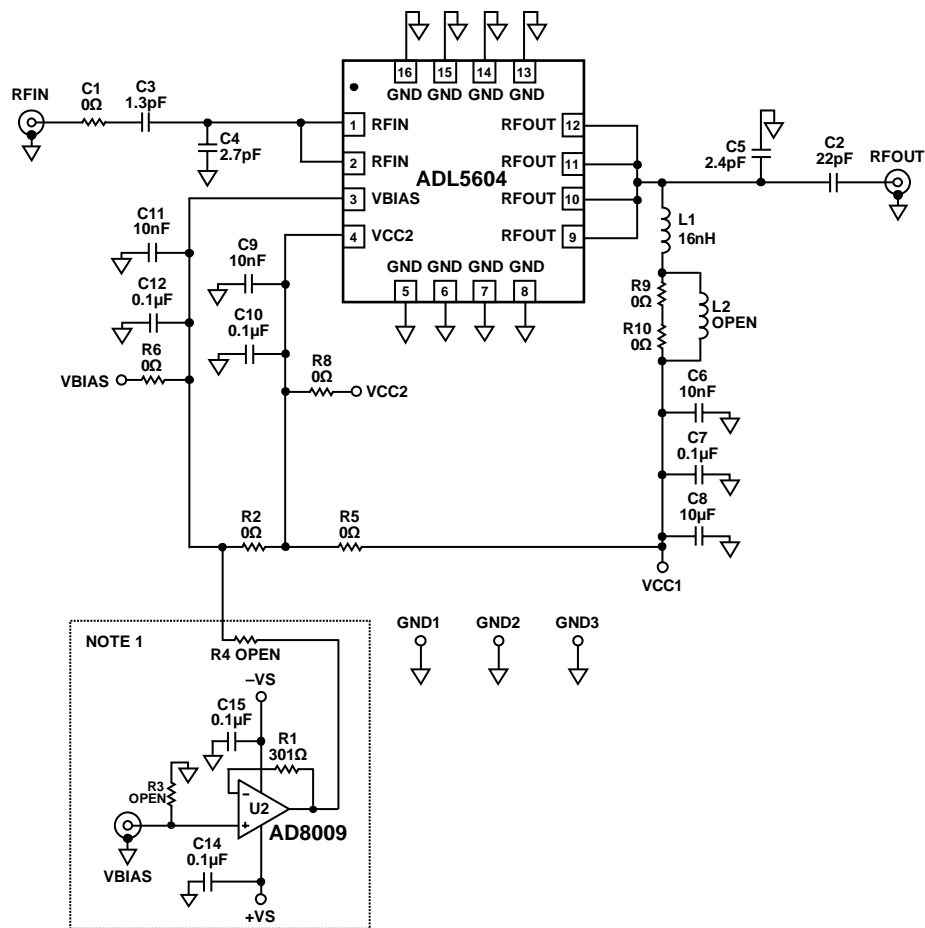 16 15 14 13
GND GND GND GND
RFIN
C1
0Ω
C3
1.3pF
C4
2.7pF
1 RFIN
2 RFIN
3 VBIAS
4 VCC2
ADL5604
RFOUT 12
RFOUT 11
RFOUT 10
RFOUT 9
GND GND GND GND
5 6 7 8
C5
2.4pF
C2
22pF
RFOUT
L1
16nH
R9
0Ω
R10
0Ω
L2
OPEN
C11
10nF
C12
0.1µF
R6
0Ω
VBIAS
C9
10nF
C10
0.1µF
R8
0Ω
VCC2
C6
10nF
C7
0.1µF
C8
10µF
R2
0Ω
R5
0Ω
VCC1
NOTE 1
R4 OPEN
GND1 GND2 GND3
–VS
C15
0.1µF
R1
301Ω
R3
OPEN
–
U2
+
AD8009
VBIAS
C14
0.1µF
+VS